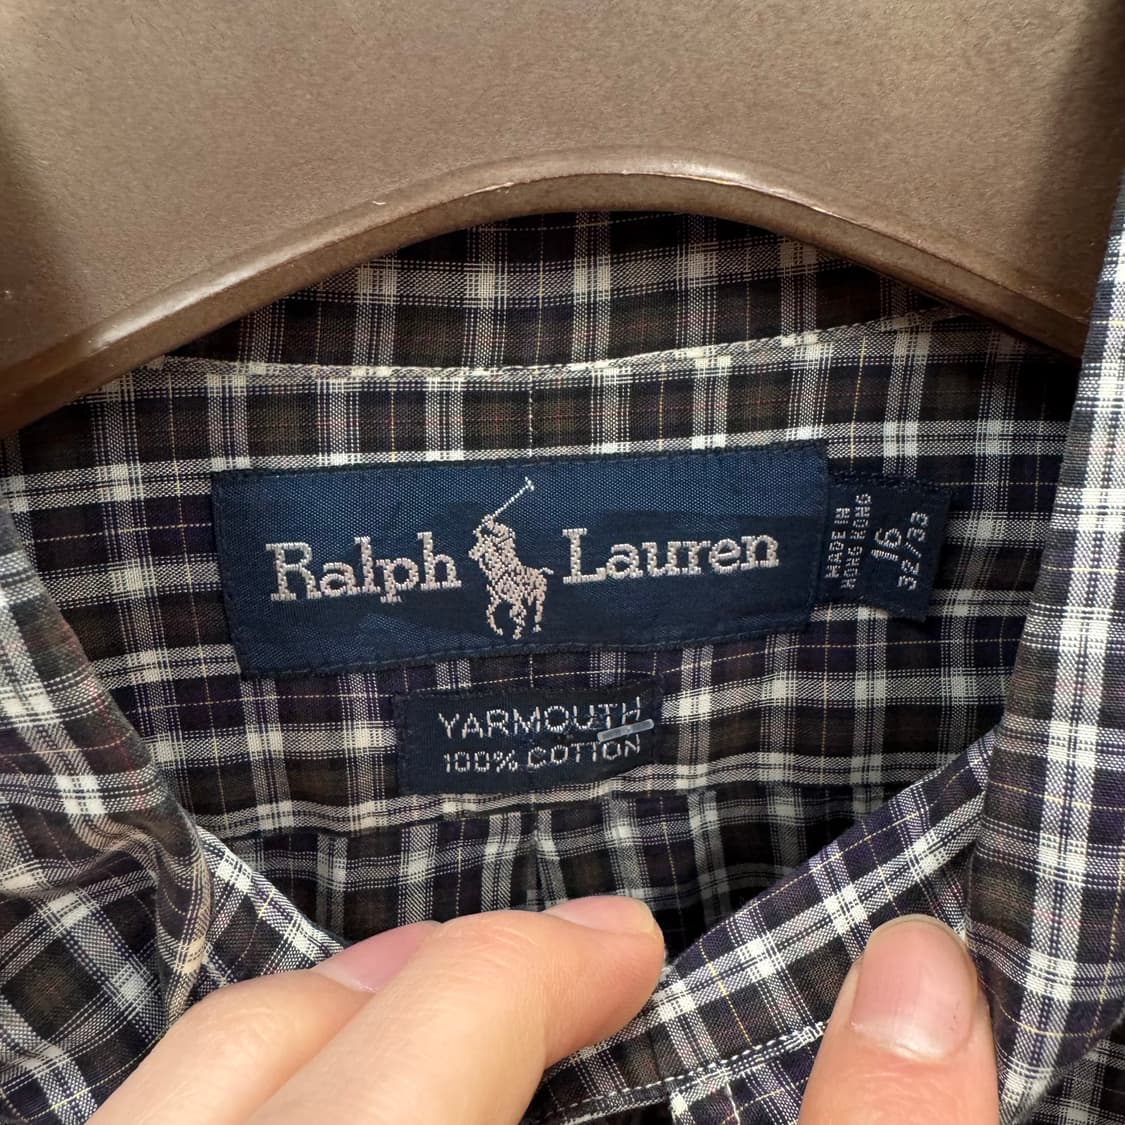 Ralph Lauren
MADE IN
HONG KONG
16
32/33
YARMOUTH
100% COTTON